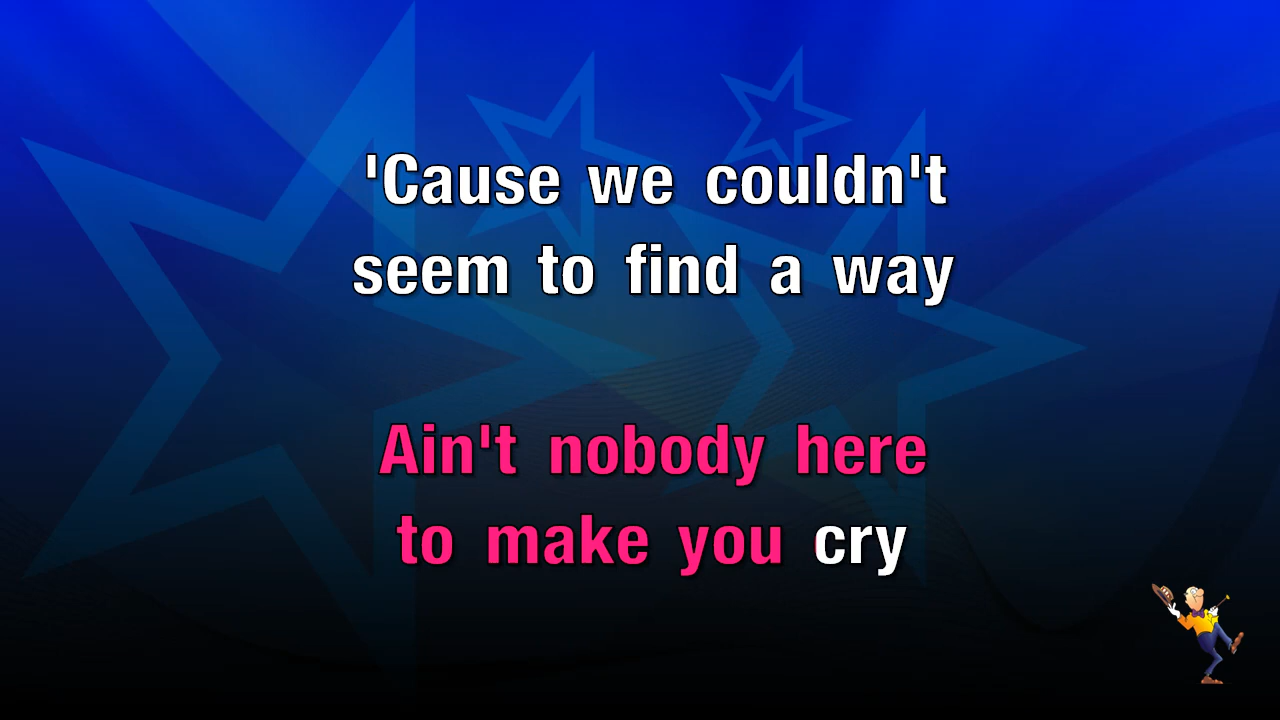 'Cause we couldn't
seem to find a way
Ain't nobody here
to make you cry